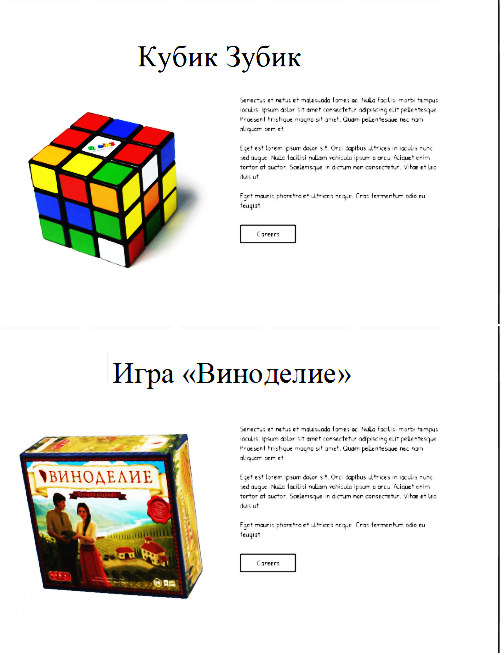 Кубик Зубик
Senectus et netus et malesuada fames ac. Nulla facilisi morbi tempus
iaculis. Ipsum dolor sit amet consectetur adipiscing elit pellentesque.
Praesent tristique magna sit amet. Quam pellentesque nec nam
aliquam sem et.
Eget est lorem ipsum dolor sit. Orci dapibus ultrices in iaculis nunc
sed augue. Nulla facilisi nullam vehicula ipsum a arcu. Aliquet enim
tortor at auctor. Scelerisque in dictum non consectetur. Vitae et leo
duis ut.
Eget mauris pharetra et ultrices neque. Cras fermentum odio eu
feugiat.
Careers
Игра «Виноделие»
ВИНОДЕЛИЕ
Senectus et netus et malesuada fames ac. Nulla facilisi morbi tempus
iaculis. Ipsum dolor sit amet consectetur adipiscing elit pellentesque.
Praesent tristique magna sit amet. Quam pellentesque nec nam
aliquam sem et.
Eget est lorem ipsum dolor sit. Orci dapibus ultrices in iaculis nunc
sed augue. Nulla facilisi nullam vehicula ipsum a arcu. Aliquet enim
tortor at auctor. Scelerisque in dictum non consectetur. Vitae et leo
duis ut.
Eget mauris pharetra et ultrices neque. Cras fermentum odio eu
feugiat.
Careers